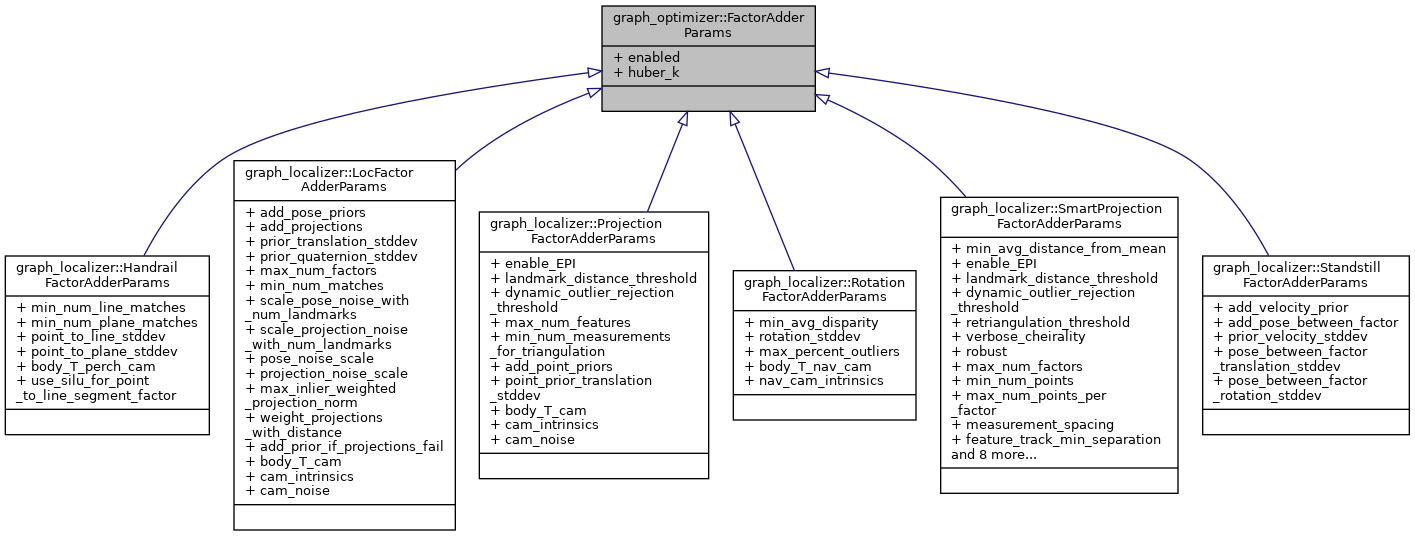 graph_optimizer::FactorAdder
Params
+ enabled
+ huber_k
graph_localizer::Handrail
FactorAdderParams
+ min_num_line_matches
+ min_num_plane_matches
+ point_to_line_stddev
+ point_to_plane_stddev
+ body_T_perch_cam
+ use_silu_for_point
_to_line_segment_factor
graph_localizer::LocFactor
AdderParams
+ add_pose_priors
+ add_projections
+ prior_translation_stddev
+ prior_quaternion_stddev
+ max_num_factors
+ min_num_matches
+ scale_pose_noise_with
_num_landmarks
+ scale_projection_noise
_with_num_landmarks
+ pose_noise_scale
+ projection_noise_scale
+ max_inlier_weighted
_projection_norm
+ weight_projections
_with_distance
+ add_prior_if_projections_fail
+ body_T_cam
+ cam_intrinsics
+ cam_noise
graph_localizer::Projection
FactorAdderParams
+ enable_EPI
+ landmark_distance_threshold
+ dynamic_outlier_rejection
_threshold
+ max_num_features
+ min_num_measurements
_for_triangulation
+ add_point_priors
+ point_prior_translation
_stddev
+ body_T_cam
+ cam_intrinsics
+ cam_noise
graph_localizer::Rotation
FactorAdderParams
+ min_avg_disparity
+ rotation_stddev
+ max_percent_outliers
+ body_T_nav_cam
+ nav_cam_intrinsics
graph_localizer::SmartProjection
FactorAdderParams
+ min_avg_distance_from_mean
+ enable_EPI
+ landmark_distance_threshold
+ dynamic_outlier_rejection
_threshold
+ retriangulation_threshold
+ verbose_cheirality
+ robust
+ max_num_factors
+ min_num_points
+ max_num_points_per
_factor
+ measurement_spacing
+ feature_track_min_separation
and 8 more...
graph_localizer::Standstill
FactorAdderParams
+ add_velocity_prior
+ add_pose_between_factor
+ prior_velocity_stddev
+ pose_between_factor
_translation_stddev
+ pose_between_factor
_rotation_stddev